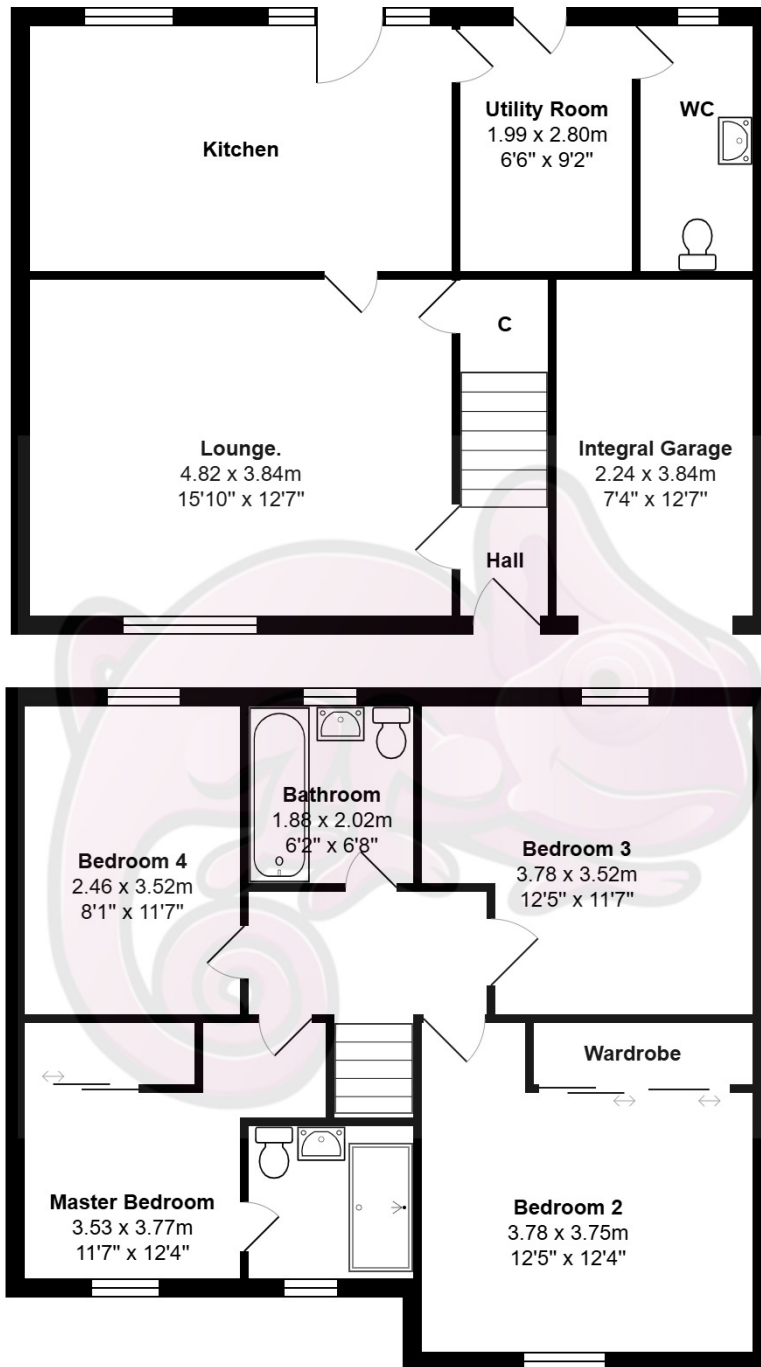 Kitchen
Utility Room
1.99 x 2.80m
6'6" x 9'2"
WC
Lounge.
4.82 x 3.84m
15'10" x 12'7"
C
Hall
Integral Garage
2.24 x 3.84m
7'4" x 12'7"
Bedroom 4
2.46 x 3.52m
8'1" x 11'7"
Bathroom
1.88 x 2.02m
6'2" x 6'8"
Bedroom 3
3.78 x 3.52m
12'5" x 11'7"
Wardrobe
Master Bedroom
3.53 x 3.77m
11'7" x 12'4"
Bedroom 2
3.78 x 3.75m
12'5" x 12'4"